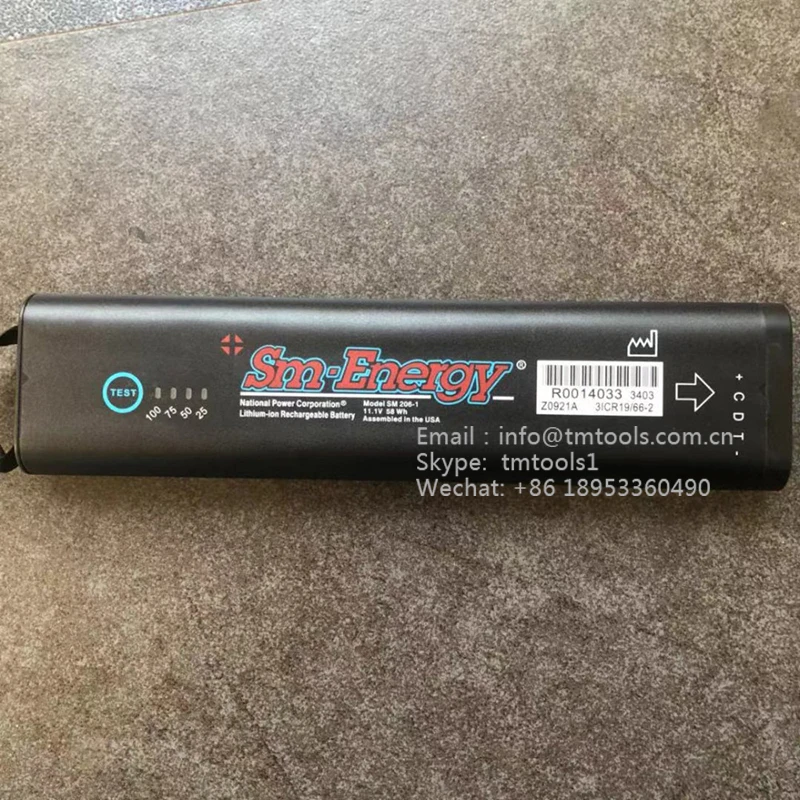 TEST
100 75 50 25
Sm-Energy®
National Power Corporation®
Lithium-ion Rechargeable Battery
Model SM 206-1
11.1V 58 Wh
Assembled in the USA
R0014033 3403
Z0921A 3ICR19/66-2
+ C D T -
Email : info@tmtools.com.cn
Skype: tmtools1
Wechat: +86 18953360490